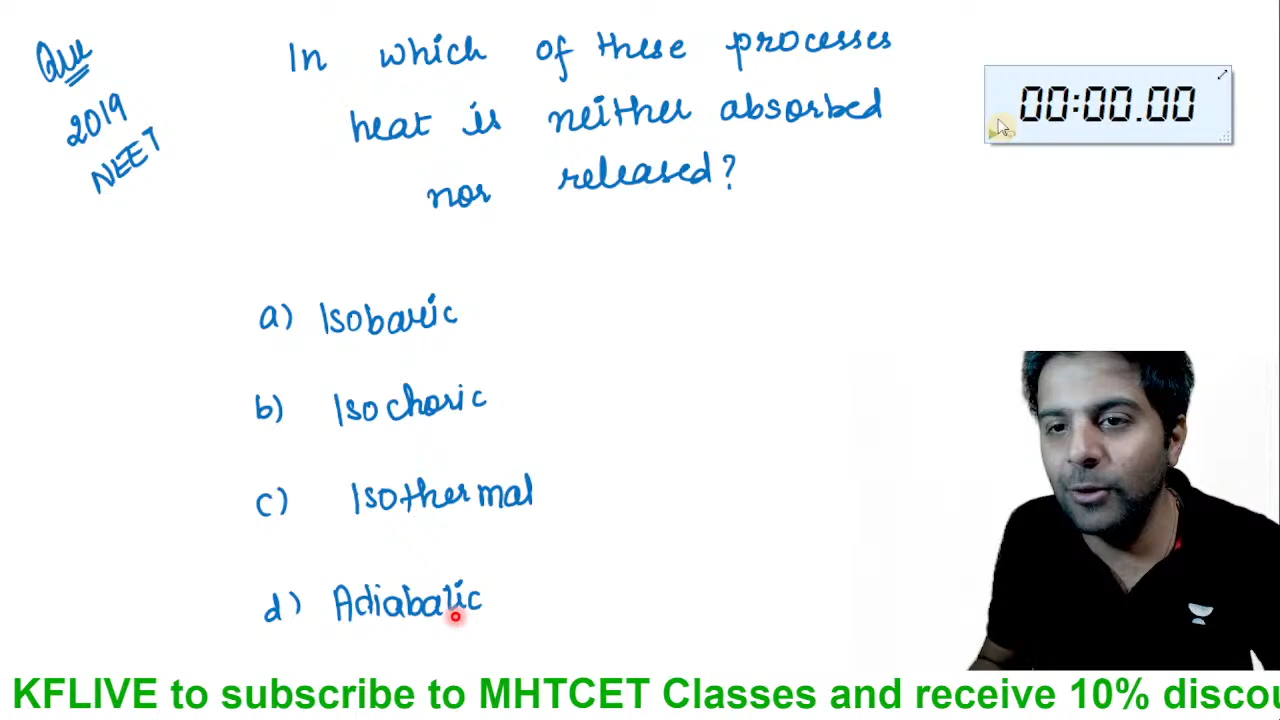 Que
2019
NEET
In which of these processes
heat is neither absorbed
nor released?
00:00.00
a) Isobaric
b) Isochoric
c) Isothermal
d) Adiabatic
KFLIVE to subscribe to MHTCET Classes and receive 10% discou